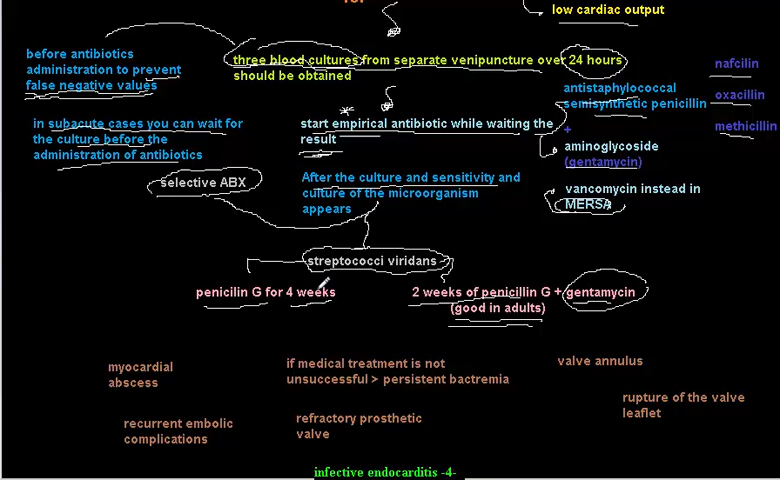 low cardiac output
before antibiotics
administration to prevent
false negative values
three blood cultures from separate venipuncture over 24 hours
should be obtained
nafcilin
oxacillin
methicillin
antistaphylococcal
semisynthetic penicillin
+
aminoglycoside
(gentamycin)
in subacute cases you can wait for
the culture before the
administration of antibiotics
start empirical antibiotic while waiting the
result
vancomycin instead in
MERSA
selective ABX
After the culture and sensitivity and
culture of the microorganism
appears
streptococci viridans
penicilin G for 4 weeks
2 weeks of penicillin G + gentamycin
(good in adults)
myocardial
abscess
if medical treatment is not
unsuccessful > persistent bactremia
valve annulus
rupture of the valve
leaflet
recurrent embolic
complications
refractory prosthetic
valve
infective endocarditis -4-